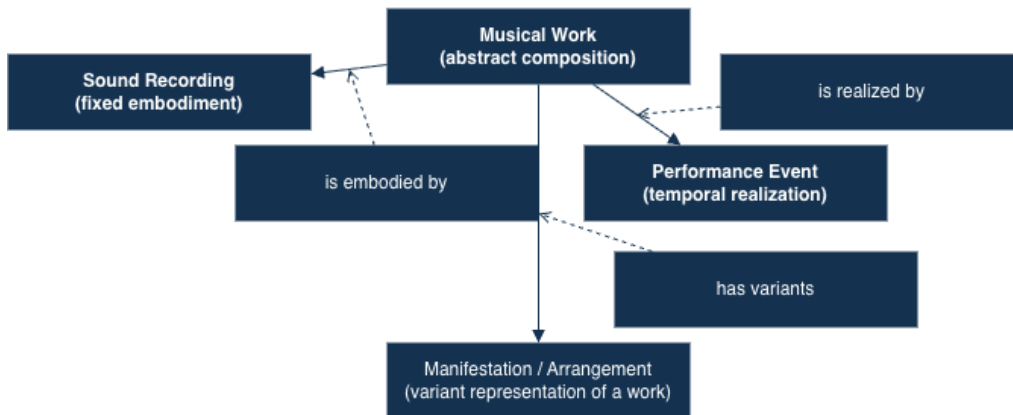 Musical Work
(abstract composition)
Sound Recording
(fixed embodiment)
is realized by
is embodied by
Performance Event
(temporal realization)
has variants
Manifestation / Arrangement
(variant representation of a work)